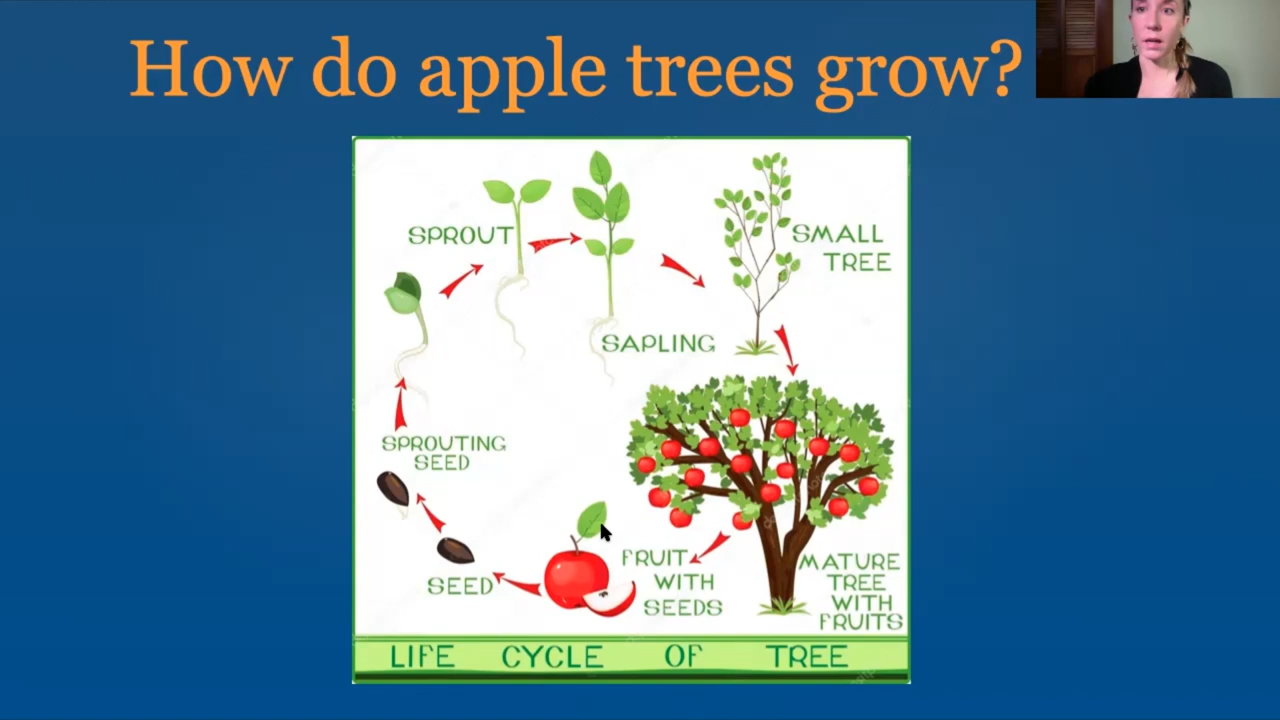 How do apple trees grow?
SPROUT
SMALL
TREE
SAPLING
SPROUTING
SEED
SEED
FRUIT
WITH
SEEDS
MATURE
TREE
WITH
FRUITS
LIFE CYCLE OF TREE